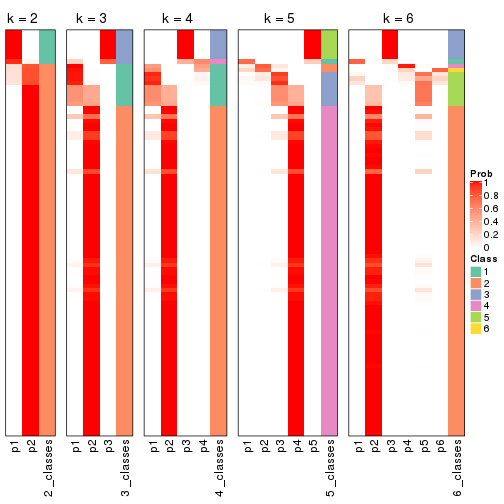 k = 2
k = 3
k = 4
k = 5
k = 6
p1
p2
2_classes
p1
p2
p3
3_classes
p1
p2
p3
p4
4_classes
p1
p2
p3
p4
p5
5_classes
p1
p2
p3
p4
p5
p6
6_classes
Prob
1
0.8
0.6
0.4
0.2
0
Class
1
2
3
4
5
6